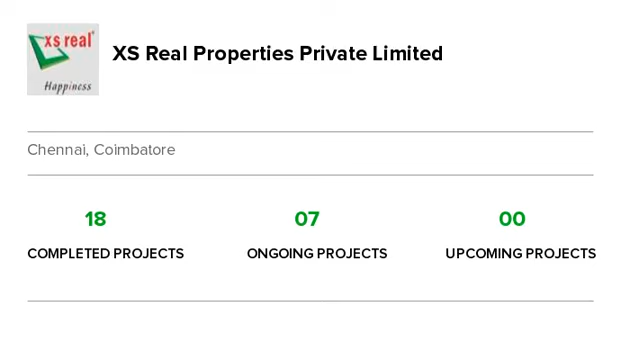 xs real®
Happiness
XS Real Properties Private Limited
Chennai, Coimbatore
18 07 00
COMPLETED PROJECTS ONGOING PROJECTS UPCOMING PROJECTS